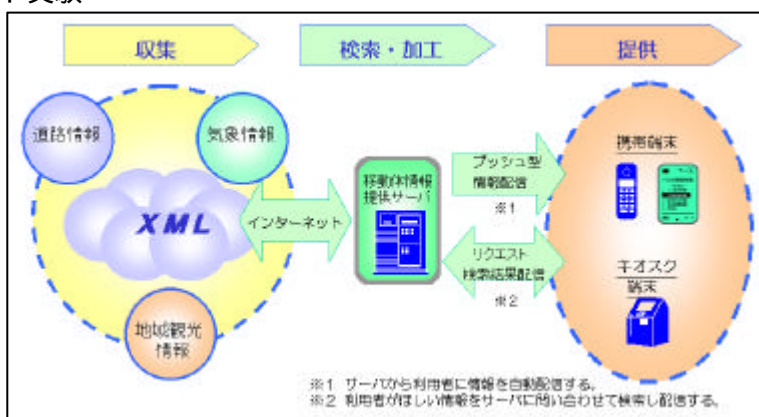 収集
検索・加工
提供
道路情報
気象情報
XML
地域観光
情報
インターネット
移動体情報
提供サーバ
プッシュ型
情報配信
※1
リクエスト
検索結果配信
※2
携帯端末
キオスク
端末
※1 サーバから利用者に情報を自動配信する。
※2 利用者がほしい情報をサーバに問い合わせて検索し配信する。